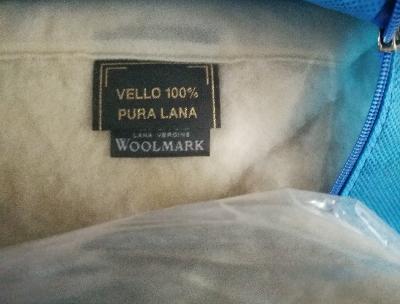 VELLO 100%
PURA LANA
LANA VERGINE
WOOLMARK